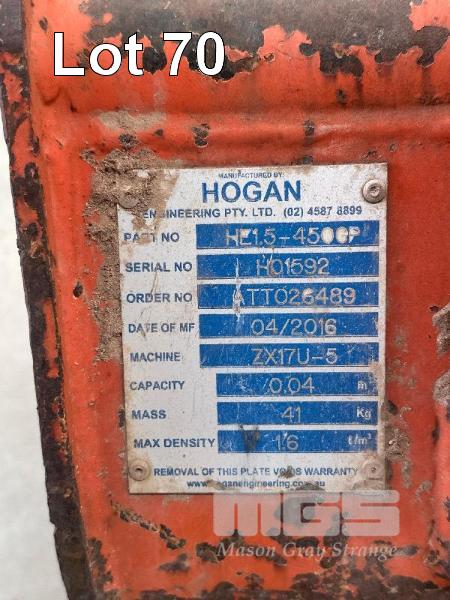 Lot 70
MANUFACTURED BY:
HOGAN
ENGINEERING PTY. LTD. (02) 4587 8899
PART NO HE1.5-450GP
SERIAL NO H01592
ORDER NO ATT026489
DATE OF MF 04/2016
MACHINE ZX17U-5
CAPACITY 0.04 m
MASS 41 Kg
MAX DENSITY 1.6 t/m³
REMOVAL OF THIS PLATE VOIDS WARRANTY
MGS
Mason Gray Strange